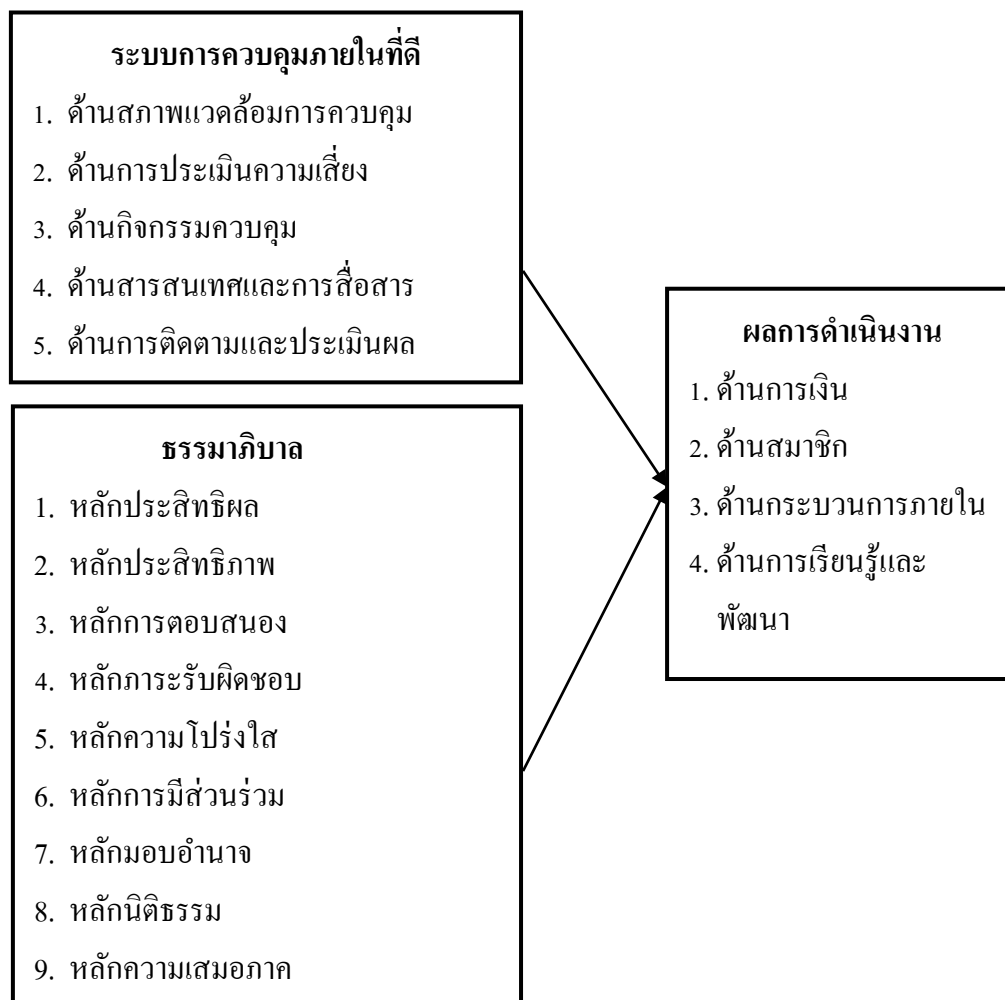 ระบบการควบคุมภายในที่ดี
1. ด้านสภาพแวดล้อมการควบคุม
2. ด้านการประเมินความเสี่ยง
3. ด้านกิจกรรมควบคุม
4. ด้านสารสนเทศและการสื่อสาร
5. ด้านการติดตามและประเมินผล
ธรรมาภิบาล
1. หลักประสิทธิผล
2. หลักประสิทธิภาพ
3. หลักการตอบสนอง
4. หลักภาระรับผิดชอบ
5. หลักความโปร่งใส
6. หลักการมีส่วนร่วม
7. หลักมอบอำนาจ
8. หลักนิติธรรม
9. หลักความเสมอภาค
ผลการดำเนินงาน
1. ด้านการเงิน
2. ด้านสมาชิก
3. ด้านกระบวนการภายใน
4. ด้านการเรียนรู้และ
พัฒนา